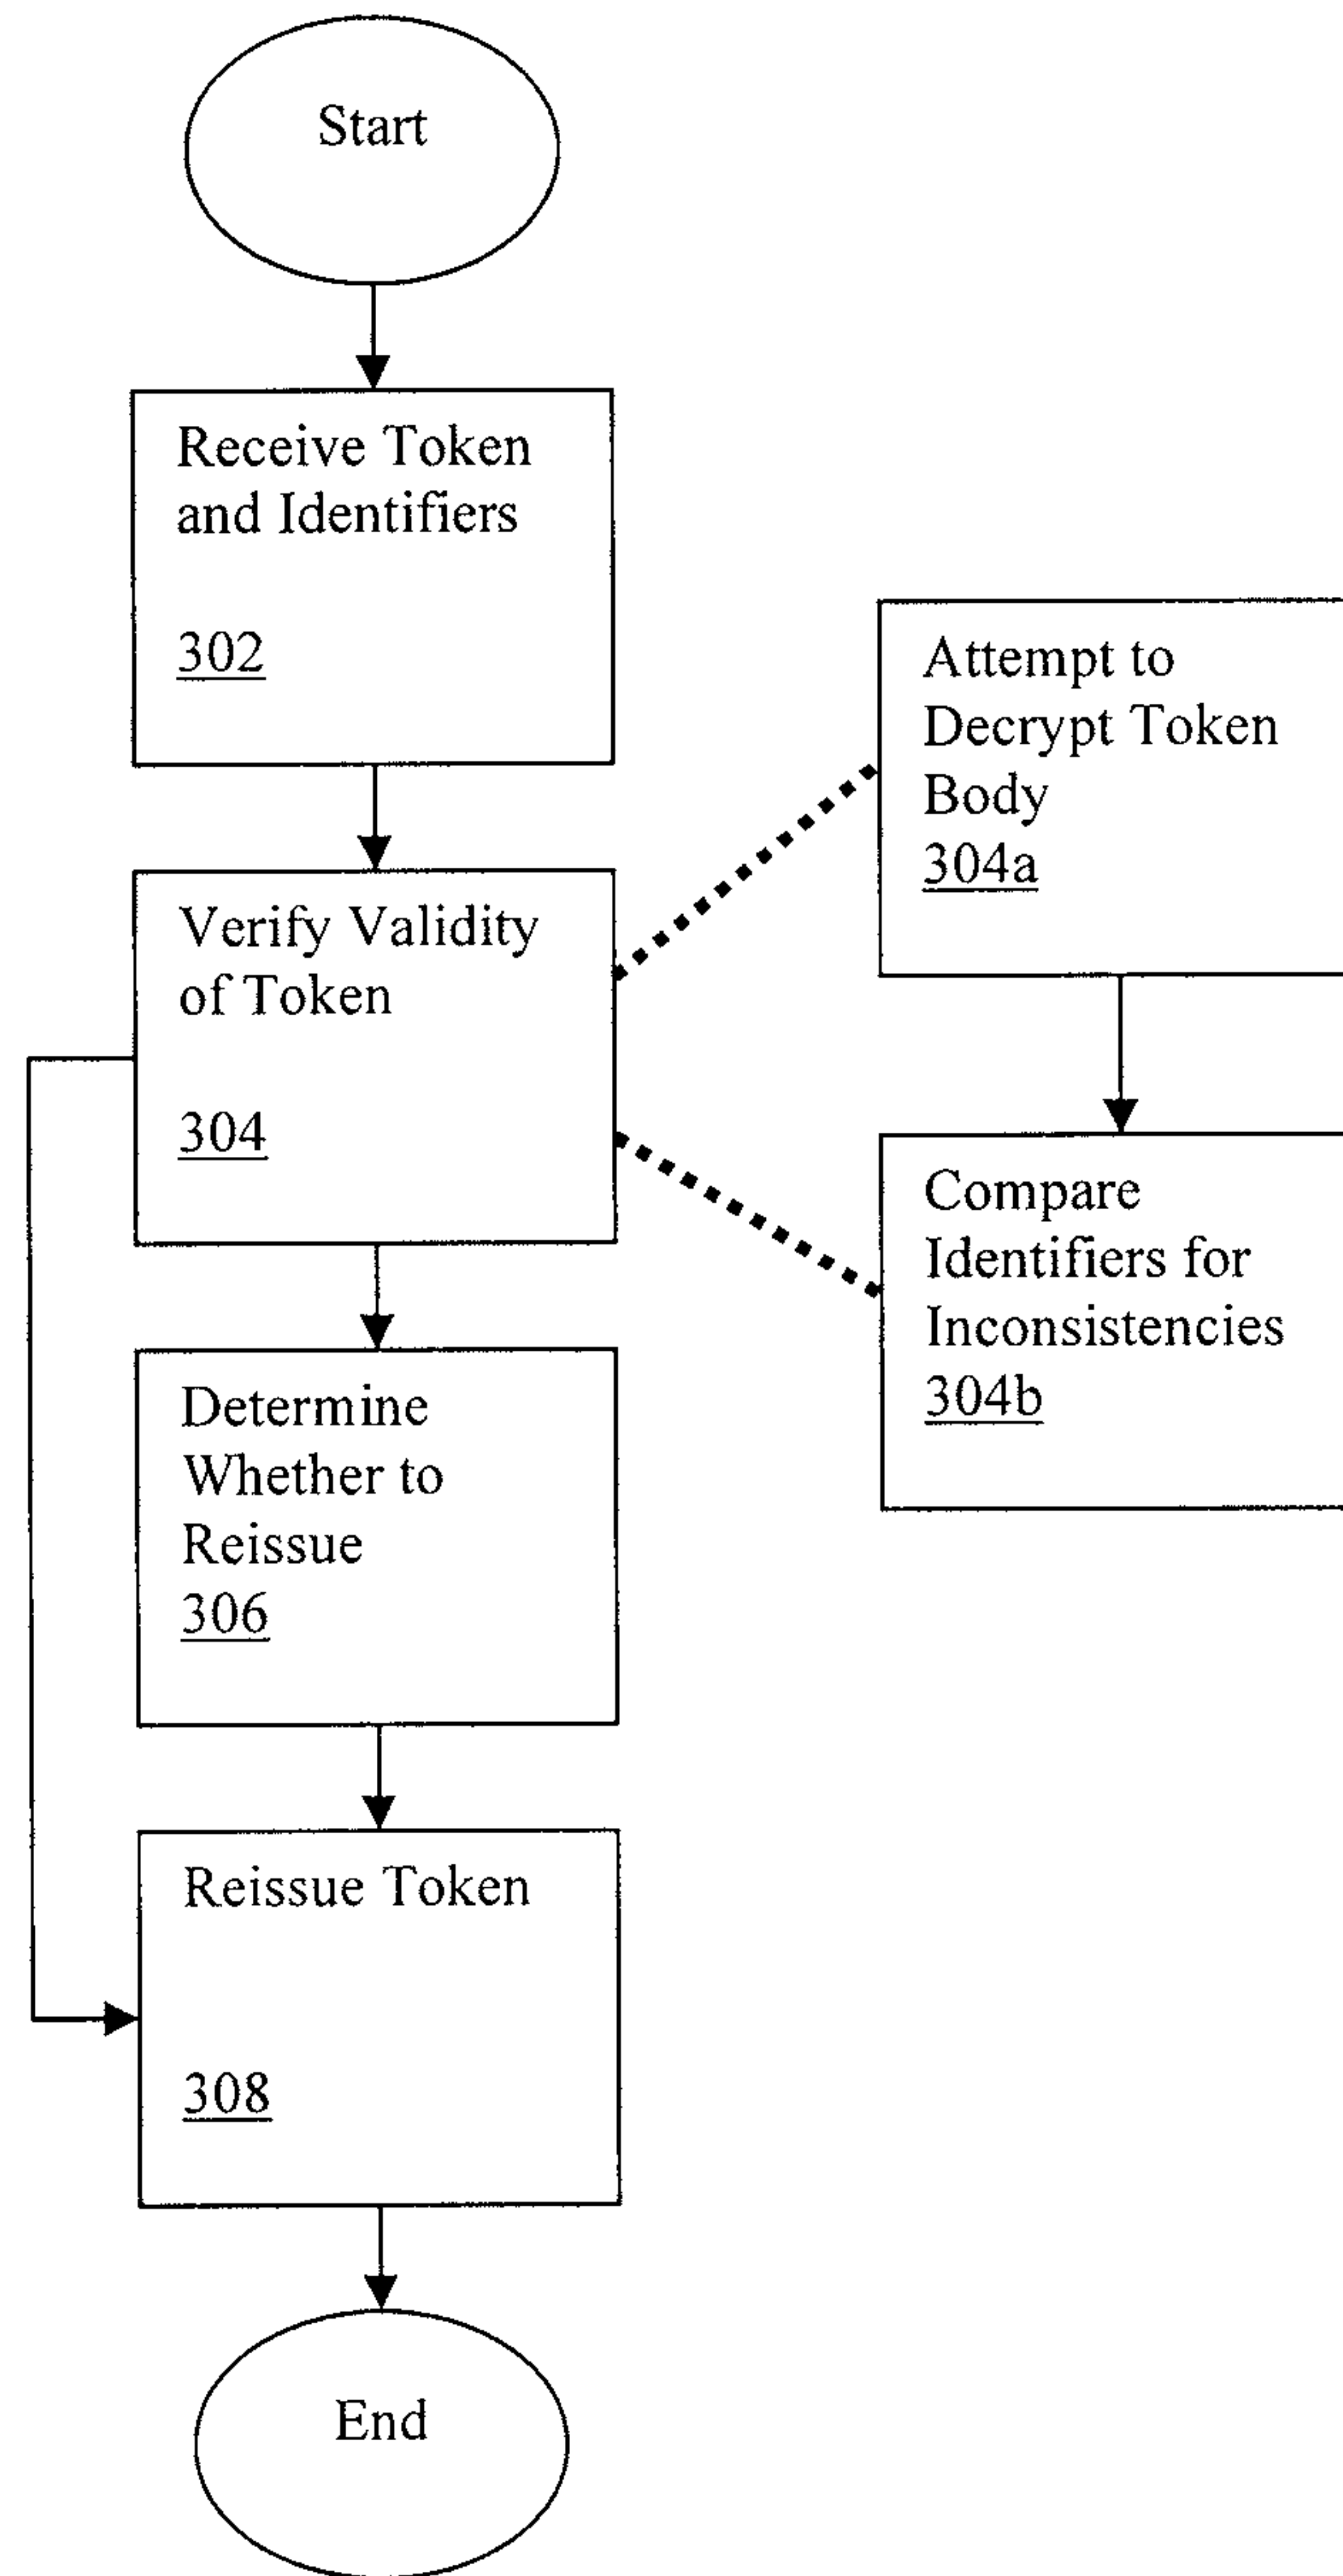 Start
Receive Token
and Identifiers
302
Attempt to
Decrypt Token
Body
304a
Verify Validity
of Token
304
Compare
Identifiers for
Inconsistencies
304b
Determine
Whether to
Reissue
306
Reissue Token
308
End